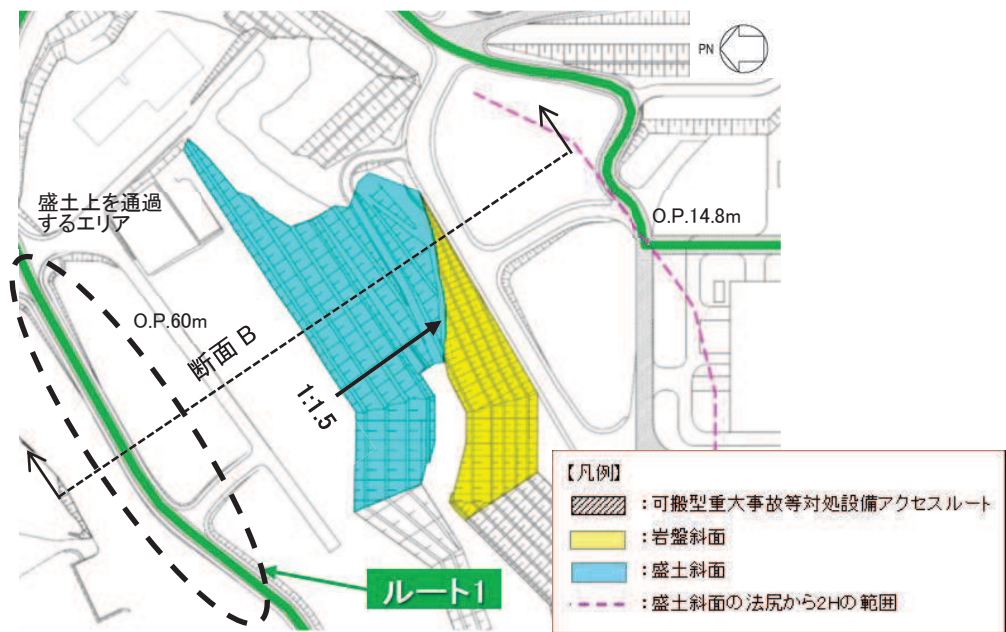 PN
盛土上を通過
するエリア
O.P.14.8m
O.P.60m
断面 B
1:1.5
ルート1
【凡例】
:可搬型重大事故等対処設備アクセスルート
:岩盤斜面
:盛土斜面
:盛土斜面の法尻から2Hの範囲